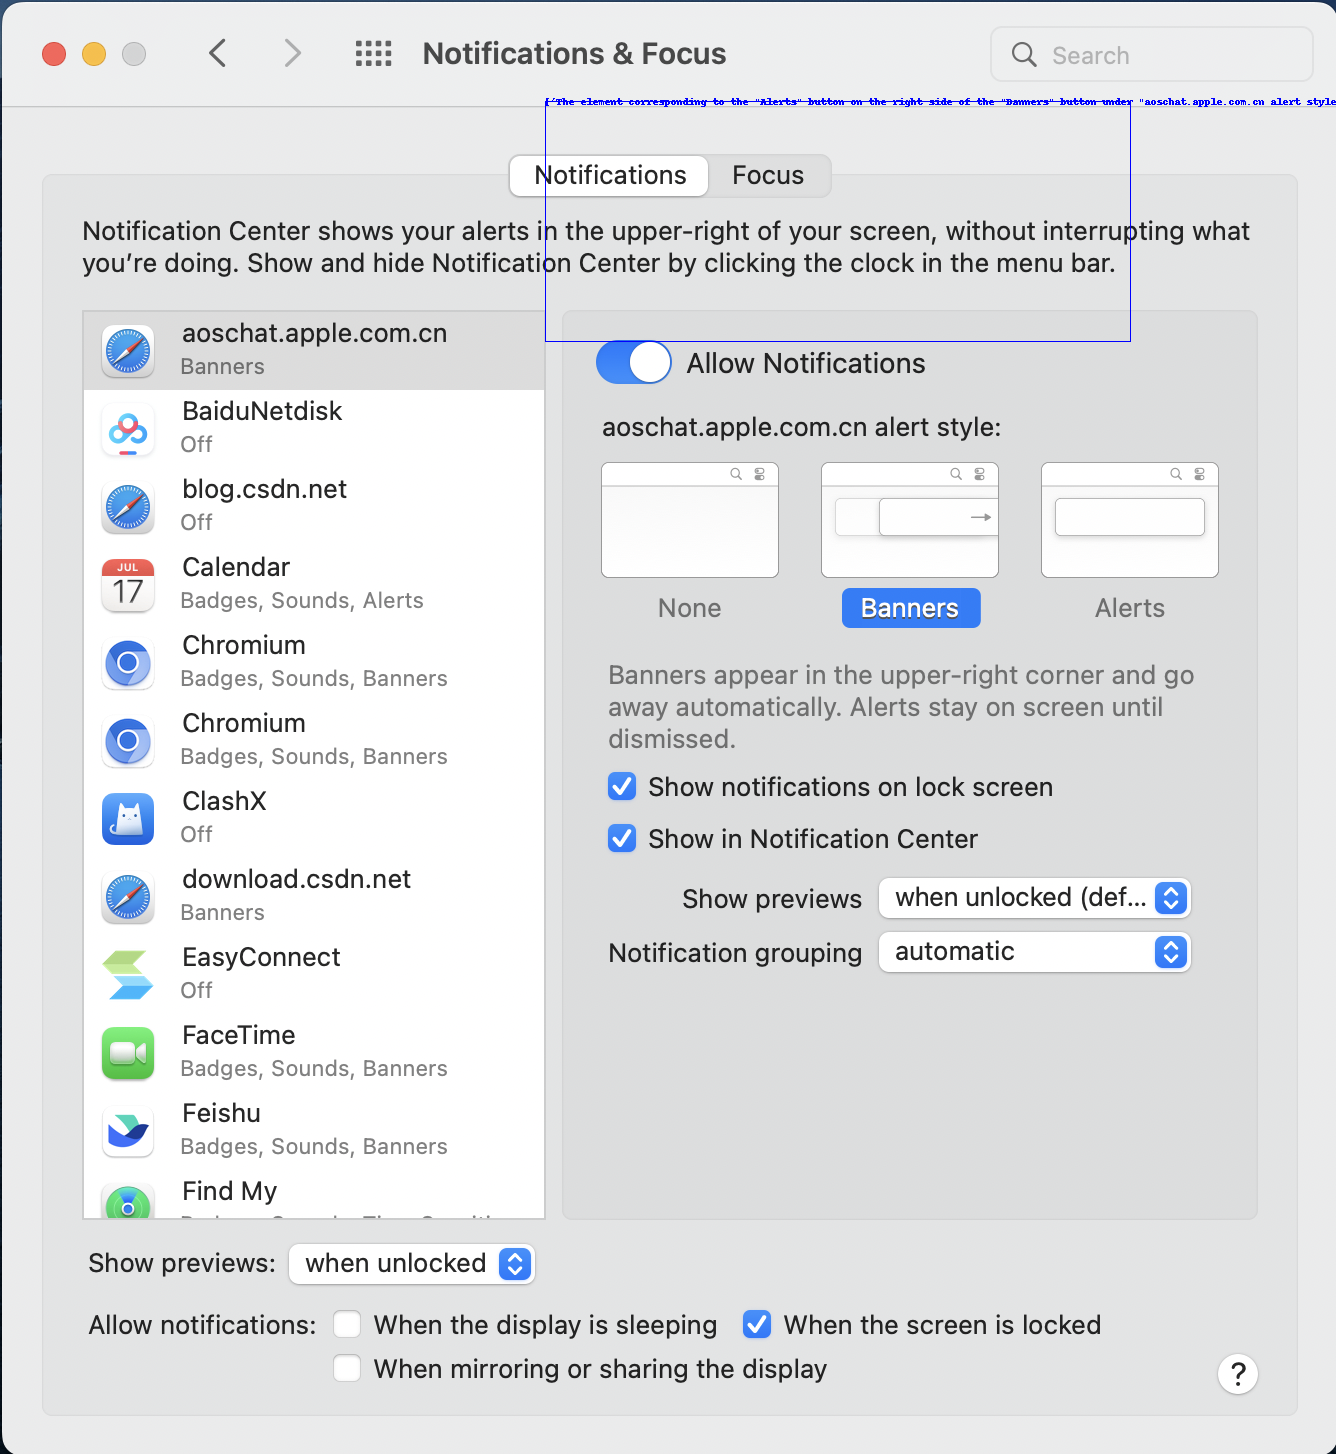 Notifications & Focus
Search
[´The element corresponding to the "Alerts" button on the right side of the "Banners" button under "aoschat.apple.com.cn alert style
Notifications
Focus
Notification Center shows your alerts in the upper-right of your screen, without interrupting what
you’re doing. Show and hide Notification Center by clicking the clock in the menu bar.
aoschat.apple.com.cn
Banners
BaiduNetdisk
Off
blog.csdn.net
Off
JUL
17
Calendar
Badges, Sounds, Alerts
Chromium
Badges, Sounds, Banners
Chromium
Badges, Sounds, Banners
ClashX
Off
download.csdn.net
Banners
EasyConnect
Off
FaceTime
Badges, Sounds, Banners
Feishu
Badges, Sounds, Banners
Find My
Allow Notifications
aoschat.apple.com.cn alert style:
None
Banners
Alerts
Banners appear in the upper-right corner and go
away automatically. Alerts stay on screen until
dismissed.
Show notifications on lock screen
Show in Notification Center
Show previews
when unlocked (def...
Notification grouping
automatic
Show previews:
when unlocked
Allow notifications:
When the display is sleeping
When the screen is locked
When mirroring or sharing the display
?